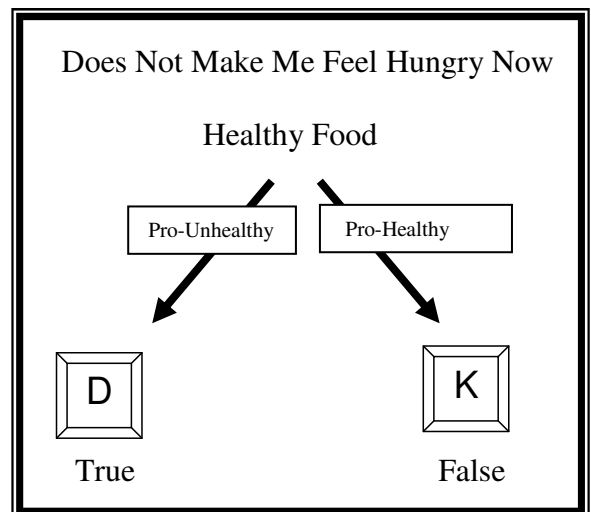 Does Not Make Me Feel Hungry Now
Healthy Food
Pro-Unhealthy Pro-Healthy
D K
True False